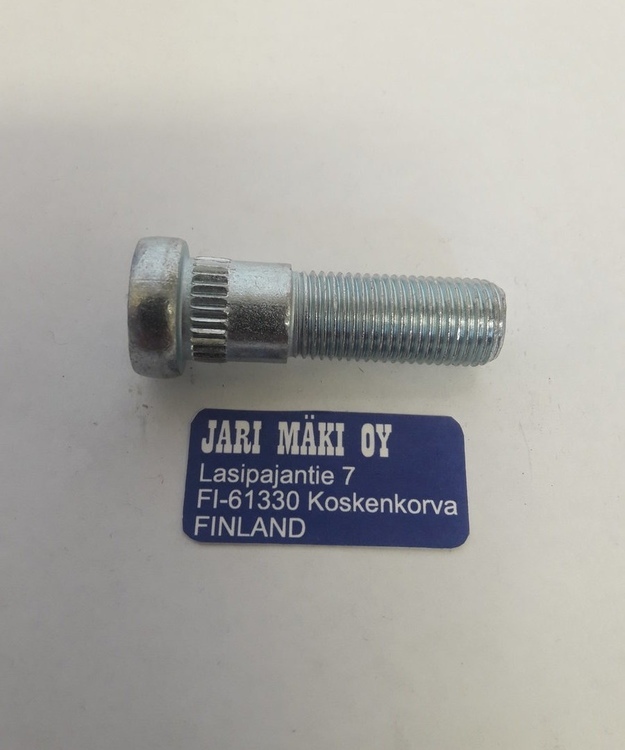 JARI MÄKI OY
Lasipajantie 7
FI-61330 Koskenkorva
FINLAND